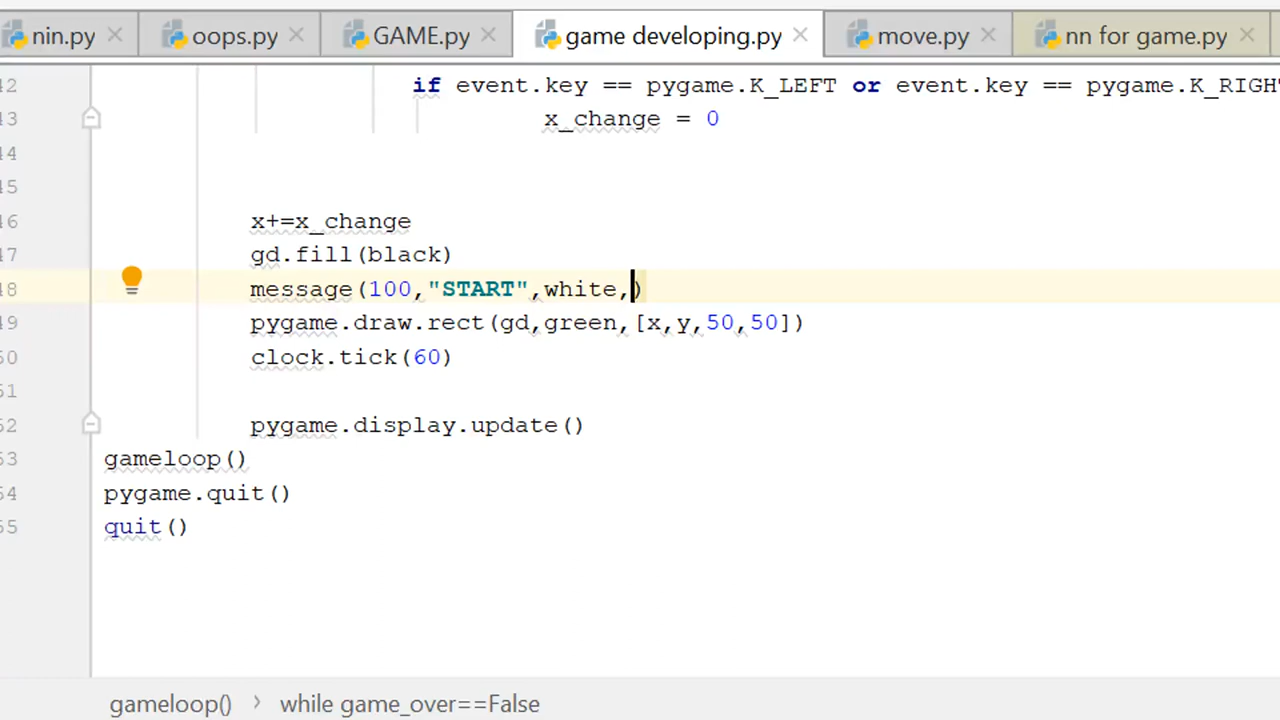 nin.py oops.py GAME.py game developing.py move.py nn for game.py
42 if event.key == pygame.K_LEFT or event.key == pygame.K_RIGH
43 x_change = 0
44
45
46 x+=x_change
47 gd.fill(black)
48 message(100,"START",white,)
49 pygame.draw.rect(gd,green,[x,y,50,50])
50 clock.tick(60)
51
52 pygame.display.update()
53 gameloop()
54 pygame.quit()
55 quit()
gameloop() › while game_over==False